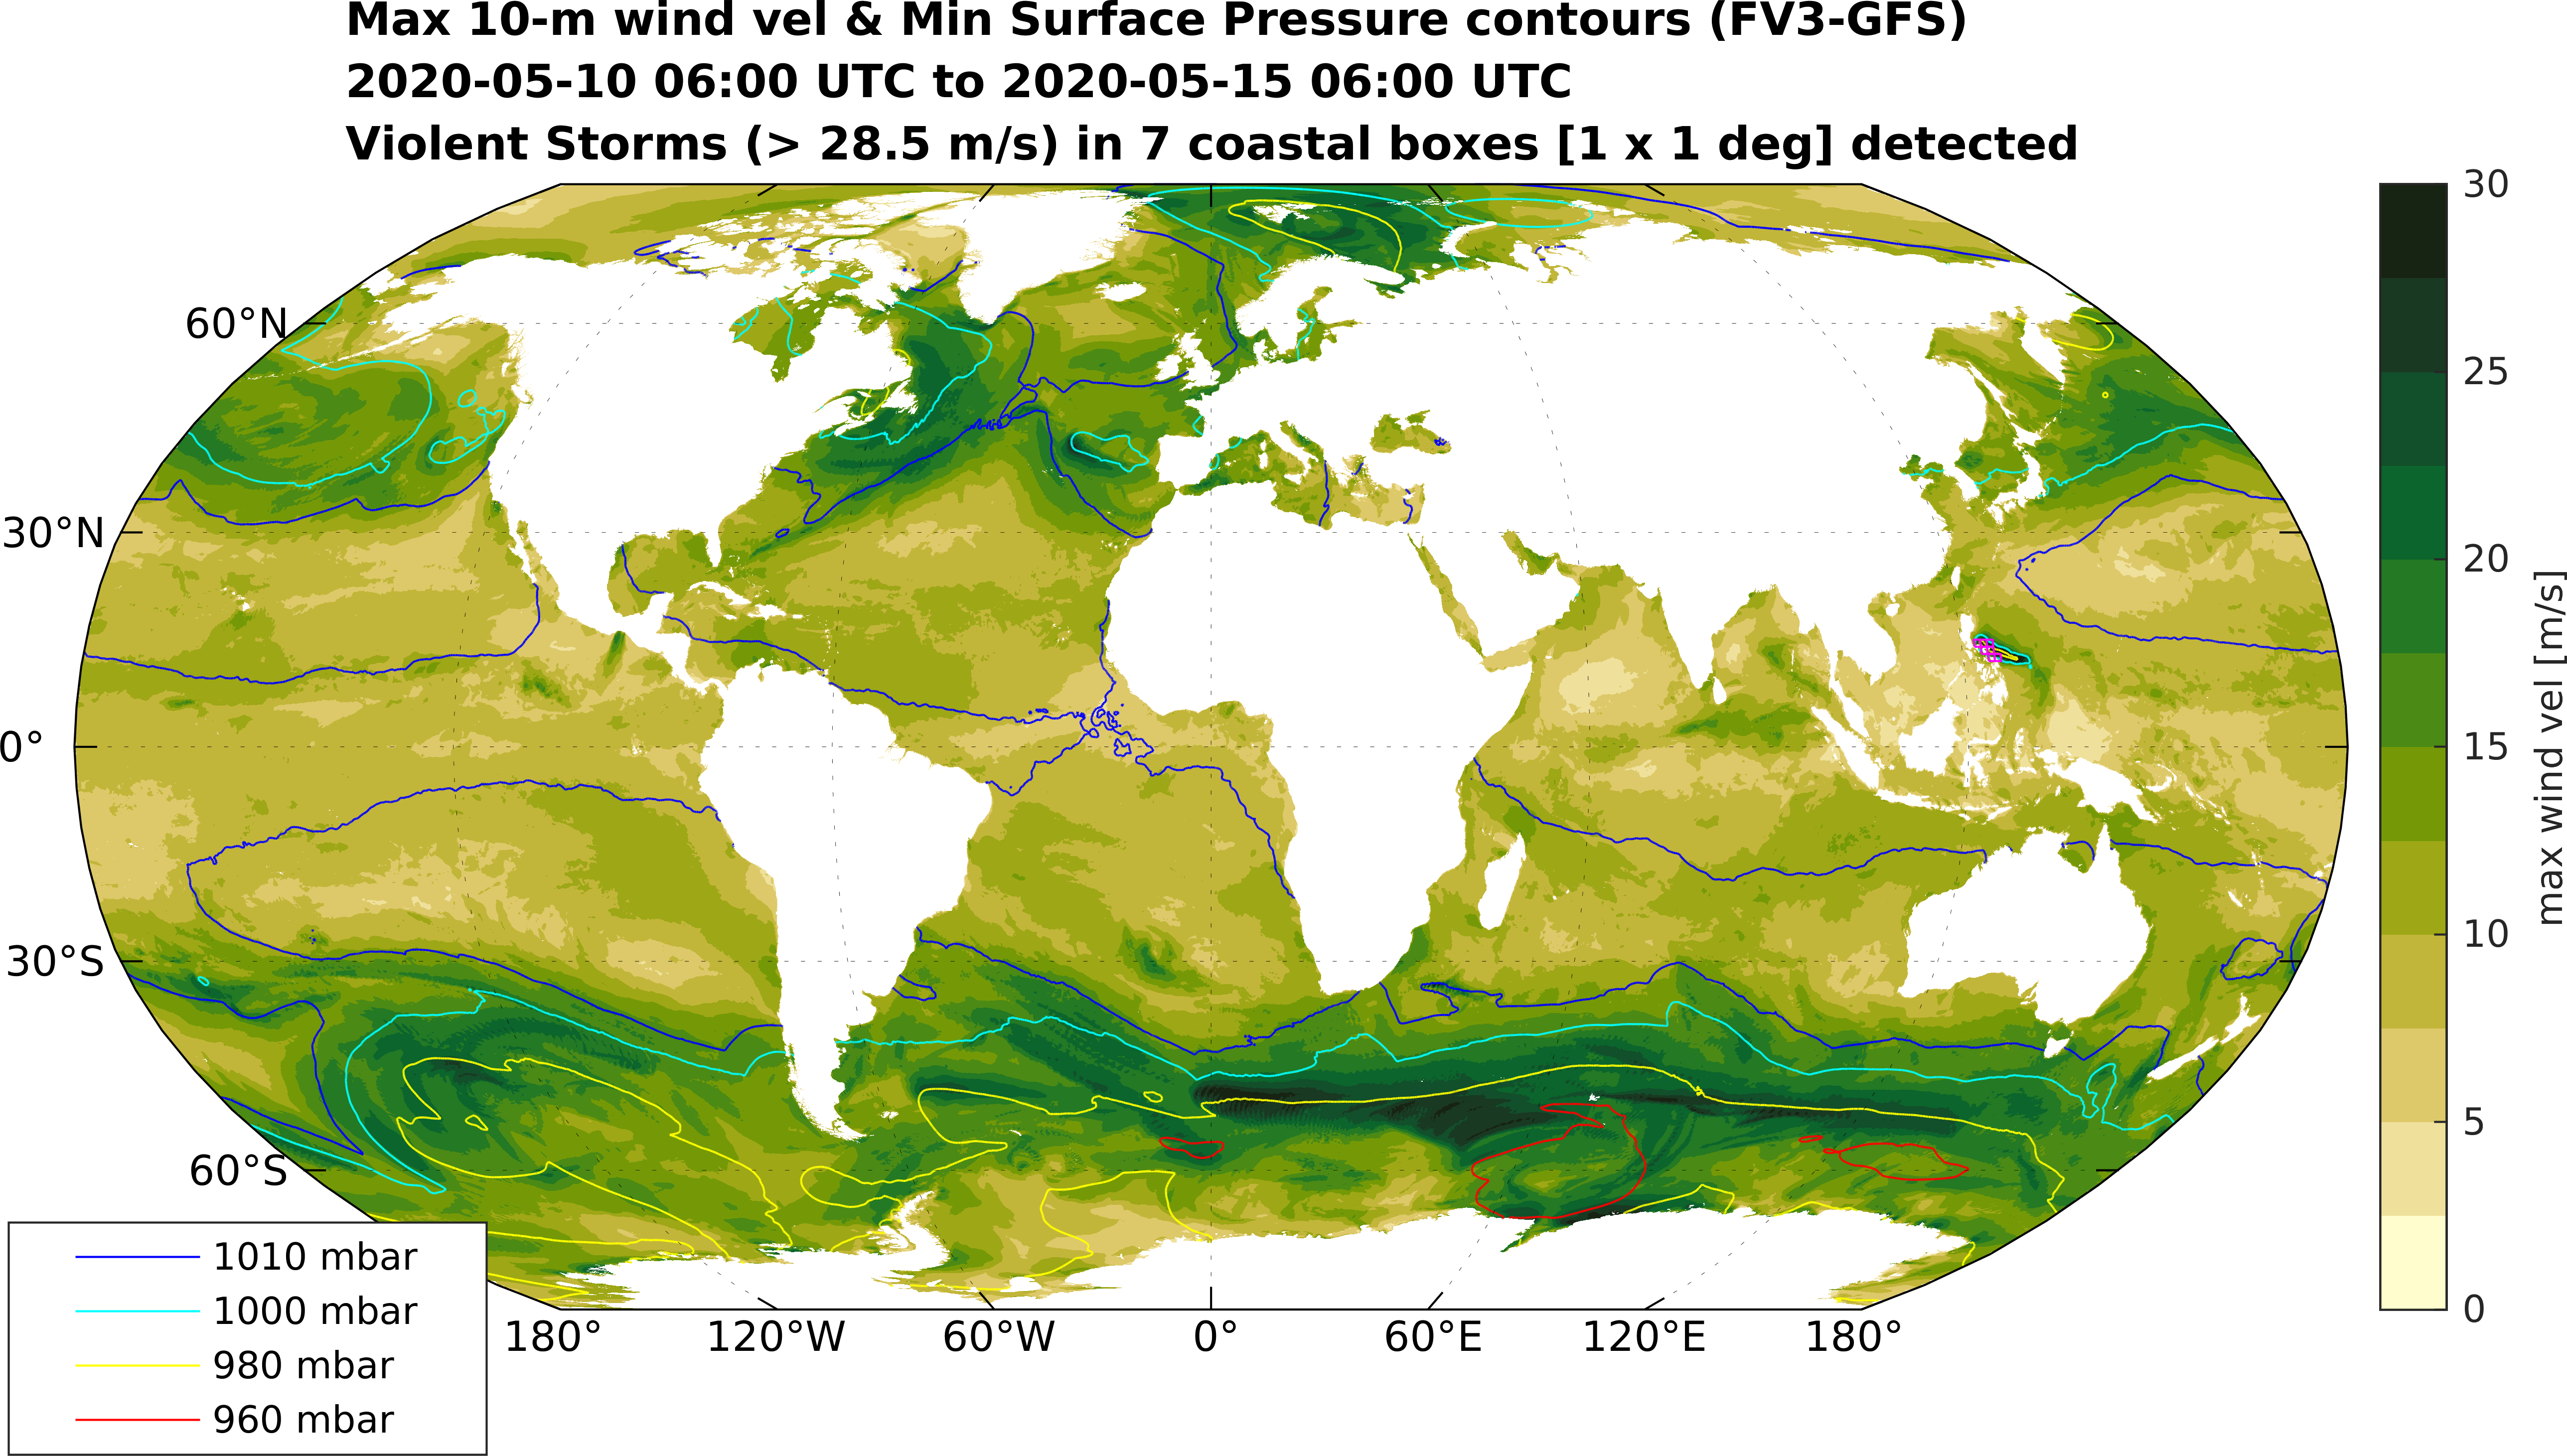 Max 10-m wind vel & Min Surface Pressure contours (FV3-GFS)
2020-05-10 06:00 UTC to 2020-05-15 06:00 UTC
Violent Storms (> 28.5 m/s) in 7 coastal boxes [1 x 1 deg] detected
60°N
30°N
0°
30°S
60°S
180°
120°W
60°W
0°
60°E
120°E
180°
1010 mbar
1000 mbar
980 mbar
960 mbar
30
25
20
15
10
5
0
max wind vel [m/s]